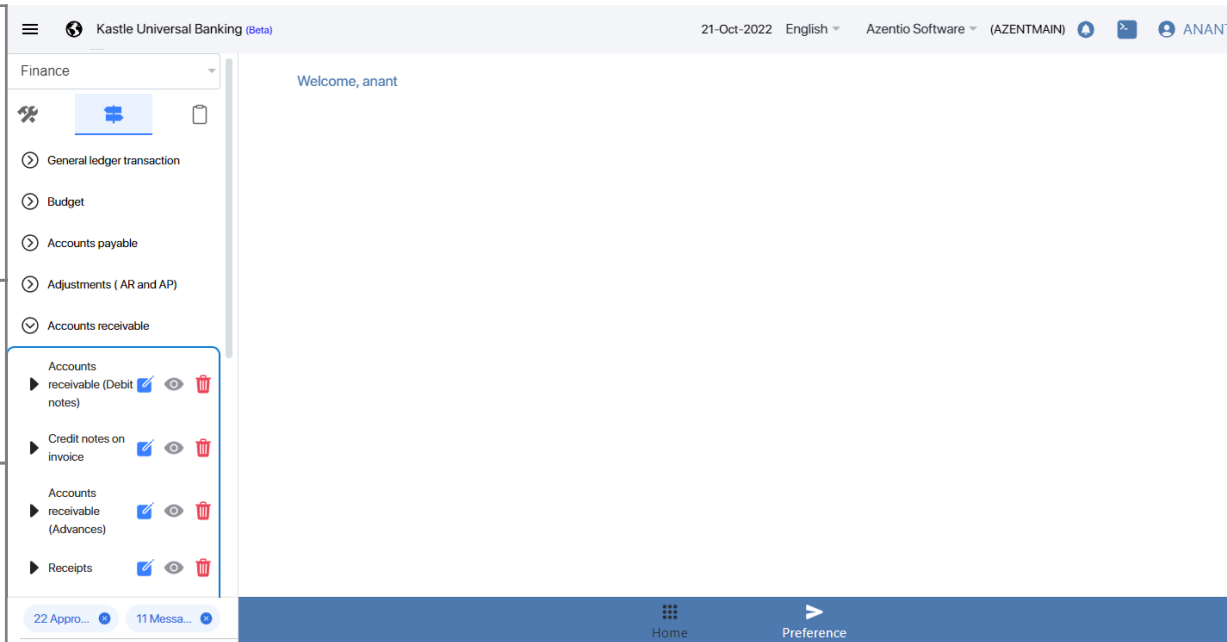 Kastle Universal Banking (Beta)
21-Oct-2022 English Azentio Software (AZENTMAIN) ANANT
Finance
Welcome, anant
General ledger transaction
Budget
Accounts payable
Adjustments ( AR and AP)
Accounts receivable
Accounts
receivable (Debit
notes)
Credit notes on
invoice
Accounts
receivable
(Advances)
Receipts
22 Appro...
11 Messa...
Home
Preference